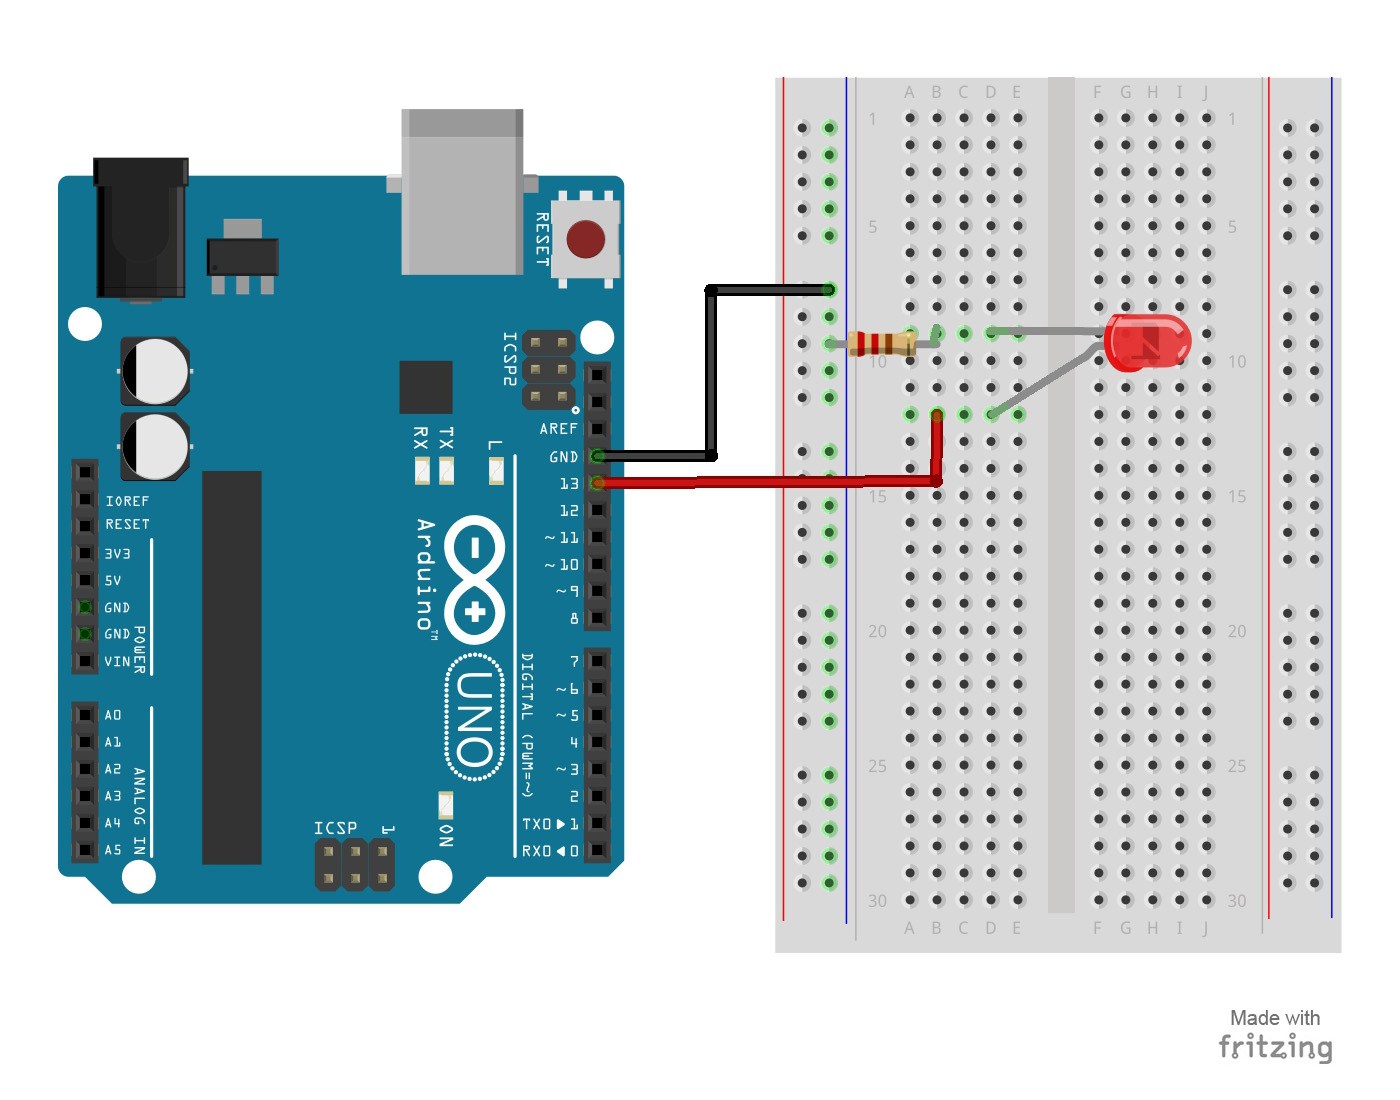 A B C D E F G H I J
1 1
5 5
10 10
15 15
20 20
25 25
30 30
A B C D E F G H I J
RESET
ICSP2
AREF
GND
13
12
~11
~10
~9
8
7
~6
~5
4
~3
2
TX0▶1
RX0◀0
RX
TX
L
IOREF
RESET
3V3
5V
GND
GND
VIN
POWER
A0
A1
A2
A3
A4
A5
ANALOG IN
Arduino™
UNO
DIGITAL (PWM=~)
ICSP
1
ON
Made with
fritzing